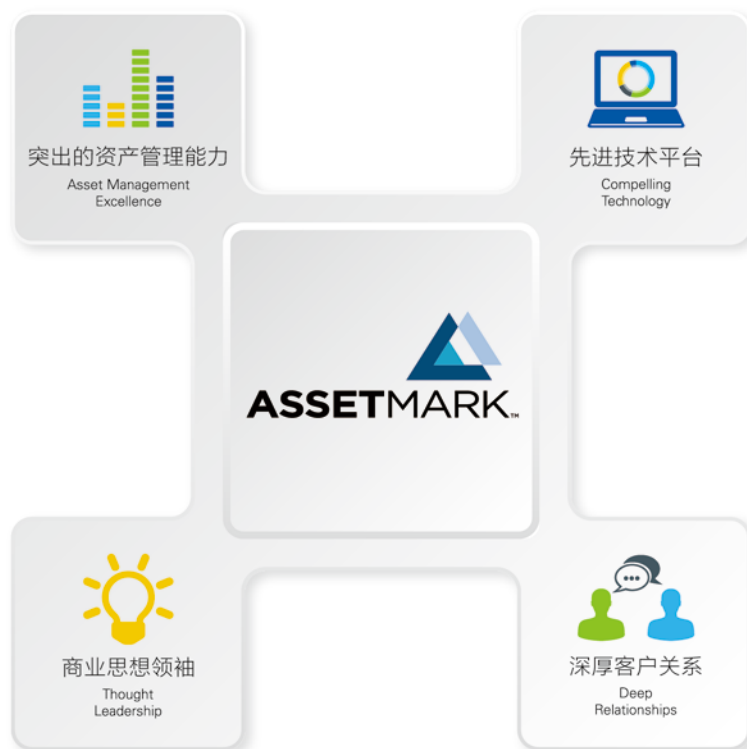 突出的资产管理能力
Asset Management
Excellence
先进技术平台
Compelling
Technology
ASSETMARK™
商业思想领袖
Thought
Leadership
深厚客户关系
Deep
Relationships